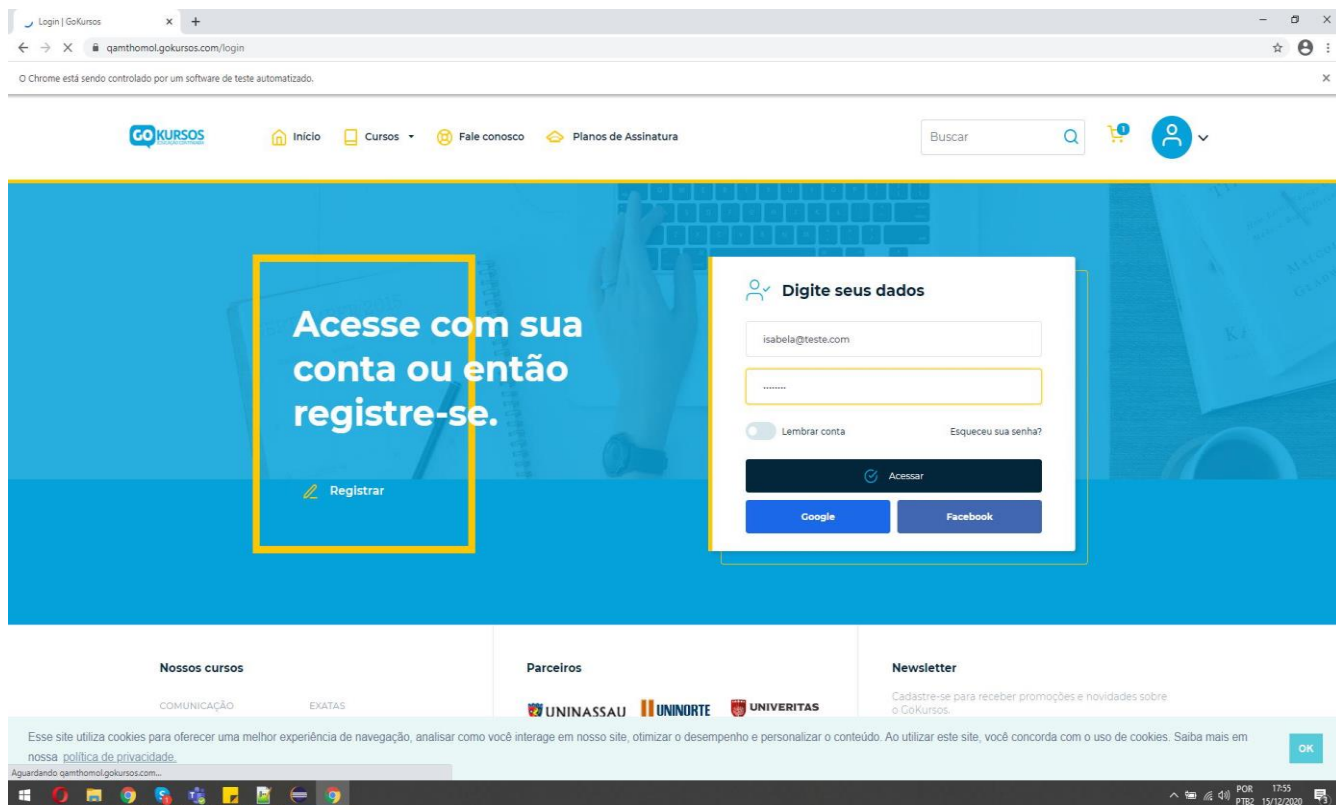 Login | GoKursos
qamthomol.gokursos.com/login
O Chrome está sendo controlado por um software de teste automatizado.
GO KURSOS
Início
Cursos
Fale conosco
Planos de Assinatura
Buscar
1
Acesse com sua
conta ou então
registre-se.
Registrar
Digite seus dados
isabela@teste.com
........
Lembrar conta
Esqueceu sua senha?
Acessar
Google
Facebook
Nossos cursos
COMUNICAÇÃO
EXATAS
Parceiros
UNINASSAU
UNINORTE
UNIVERITAS
Newsletter
Cadastre-se para receber promoções e novidades sobre
o GoKursos.
Esse site utiliza cookies para oferecer uma melhor experiência de navegação, analisar como você interage em nosso site, otimizar o desempenho e personalizar o conteúdo. Ao utilizar este site, você concorda com o uso de cookies. Saiba mais em
nossa política de privacidade.
OK
Aguardando qamthomol.gokursos.com...
POR
PTB2
17:55
15/12/2020